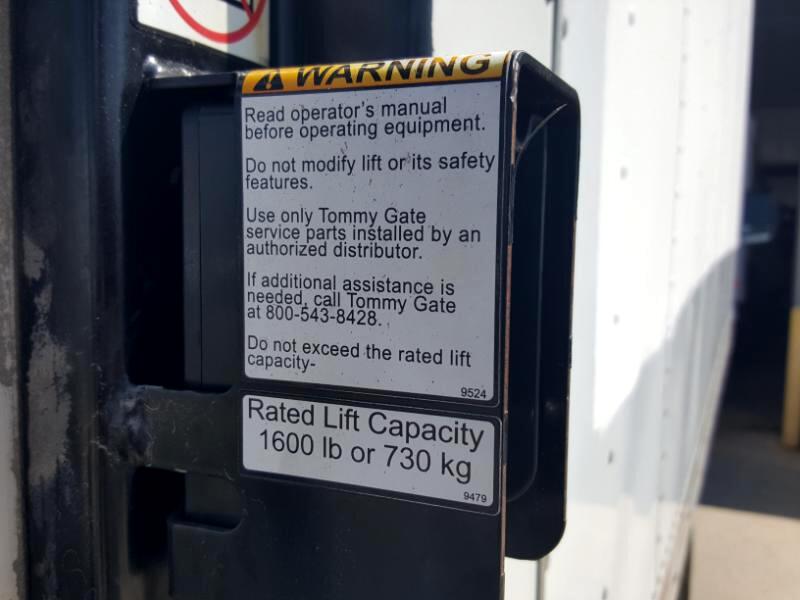 WARNING
Read operator's manual
before operating equipment.
Do not modify lift or its safety
features.
Use only Tommy Gate
service parts installed by an
authorized distributor.
If additional assistance is
needed, call Tommy Gate
at 800-543-8428.
Do not exceed the rated lift
capacity-
9524
Rated Lift Capacity
1600 lb or 730 kg
9479